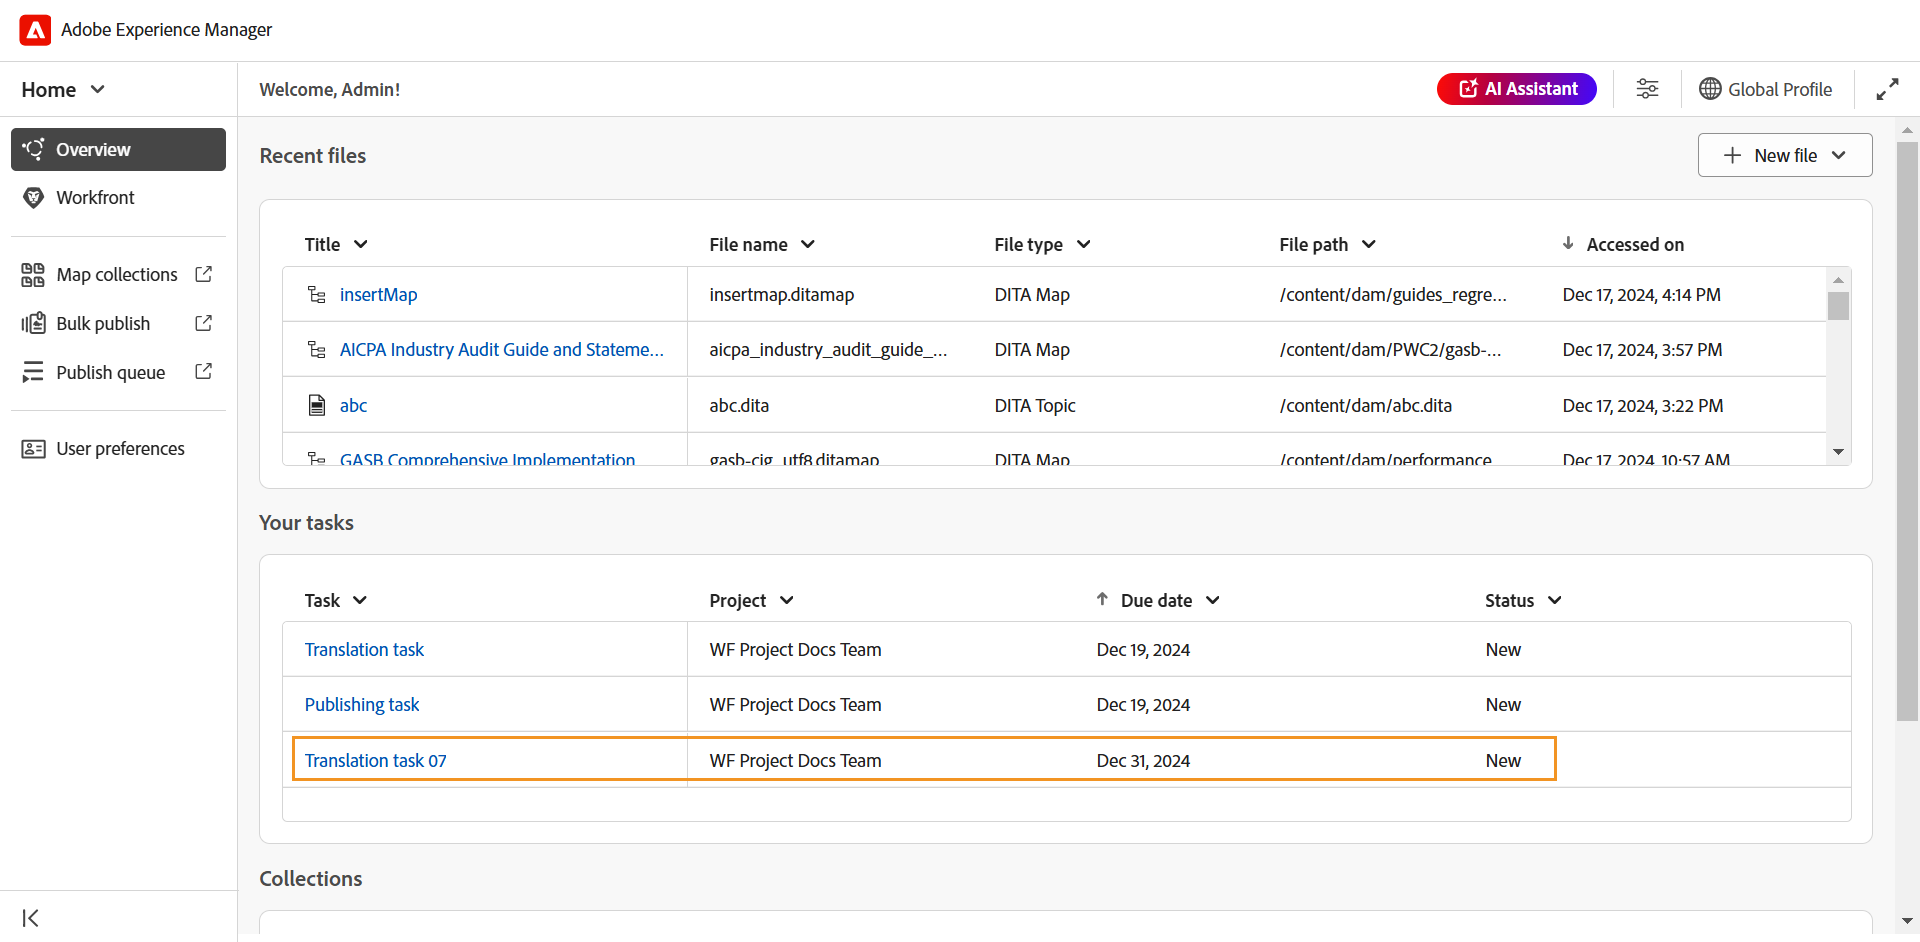 Adobe Experience Manager
Home
Welcome, Admin!
AI Assistant
Global Profile
Overview
Workfront
Map collections
Bulk publish
Publish queue
User preferences
Recent files
New file
Title File name File type File path Accessed on
insertMap insertmap.ditamap DITA Map /content/dam/guides_regre... Dec 17, 2024, 4:14 PM
AICPA Industry Audit Guide and Stateme... aicpa_industry_audit_guide_... DITA Map /content/dam/PWC2/gasb-... Dec 17, 2024, 3:57 PM
abc abc.dita DITA Topic /content/dam/abc.dita Dec 17, 2024, 3:22 PM
GASB Comprehensive Implementation gasb-cig_utf8.ditamap DITA Map /content/dam/performance Dec 17, 2024, 10:57 AM
Your tasks
Task Project Due date Status
Translation task WF Project Docs Team Dec 19, 2024 New
Publishing task WF Project Docs Team Dec 19, 2024 New
Translation task 07 WF Project Docs Team Dec 31, 2024 New
Collections